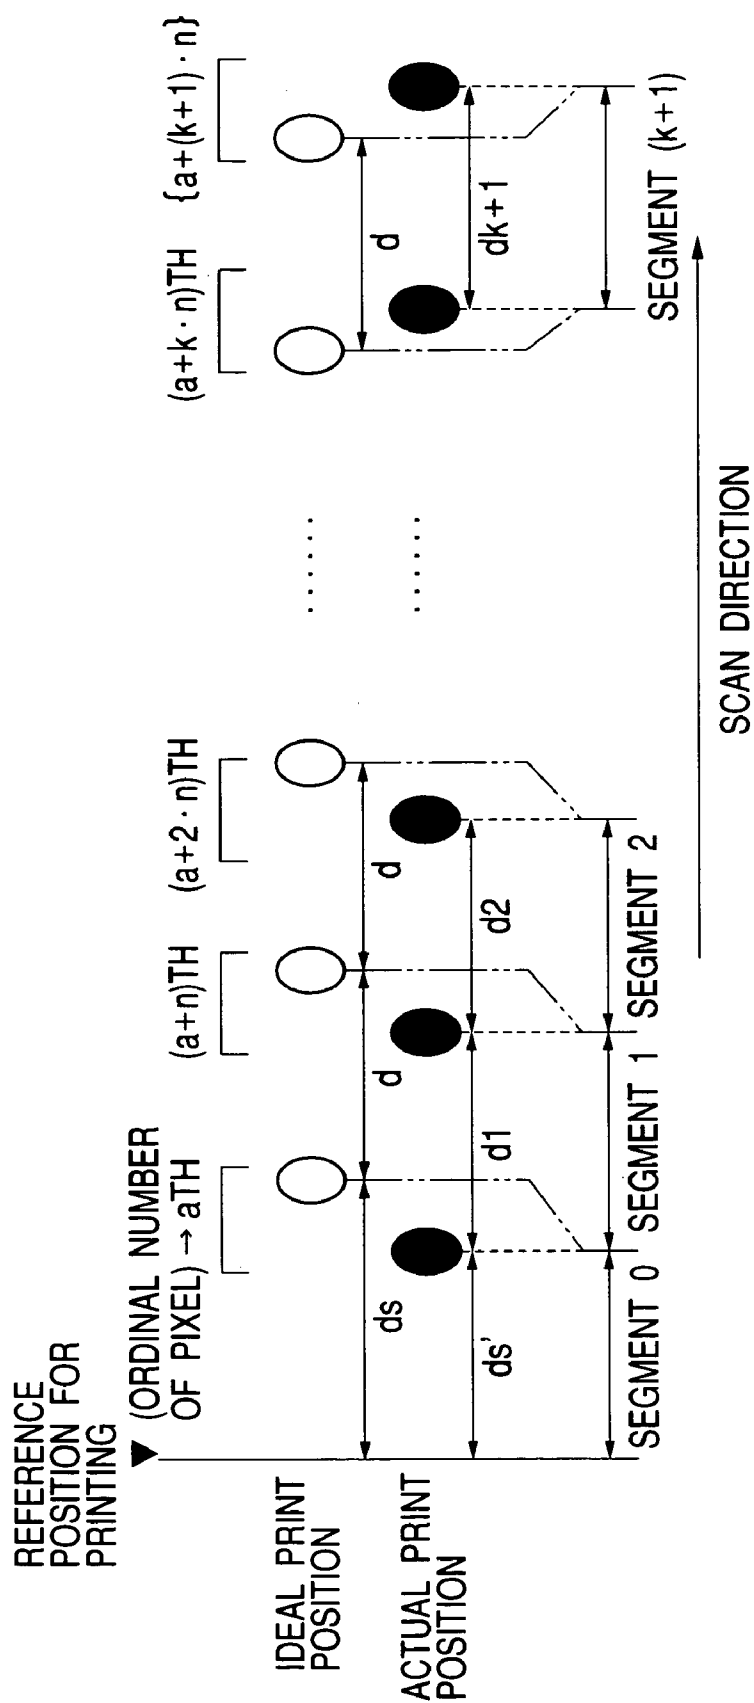 REFERENCE
POSITION FOR
PRINTING
(ORDINAL NUMBER
OF PIXEL) → aTH
(a+n)TH
(a+2·n)TH
(a+k·n)TH
{a+(k+1)·n}
IDEAL PRINT
POSITION
ds
d
d
......
d
ACTUAL PRINT
POSITION
ds'
d1
d2
......
dk+1
SEGMENT 0
SEGMENT 1
SEGMENT 2
SEGMENT (k+1)
SCAN DIRECTION